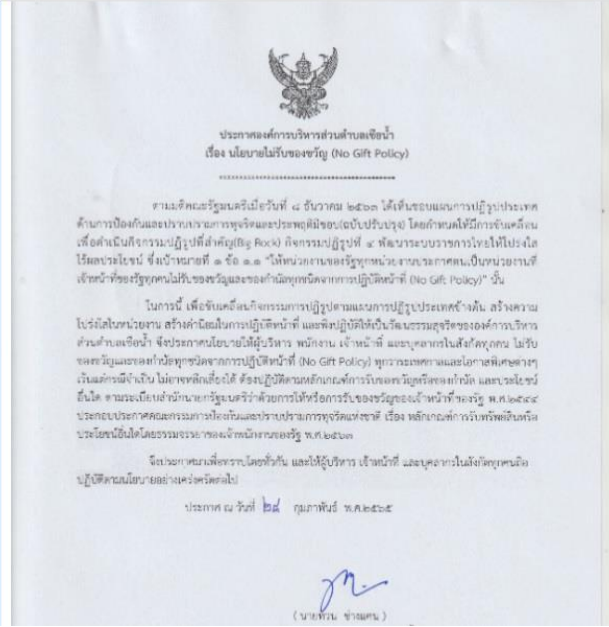 ประกาศองค์การบริหารส่วนตำบลเชือน้ำ
เรื่อง นโยบายไม่รับของขวัญ (No Gift Policy)
ตามมติคณะรัฐมนตรีเมื่อวันที่ ๘ ธันวาคม ๒๕๖๓ ได้เห็นชอบแผนการปฏิรูปประเทศ
ด้านการป้องกันและปราบปรามการทุจริตและประพฤติมิชอบ(ฉบับปรับปรุง) โดยกำหนดให้มีการขับเคลื่อน
เพื่อดำเนินกิจกรรมปฏิรูปที่สำคัญ(Big Rock) กิจกรรมปฏิรูปที่ ๔ พัฒนาระบบราชการไทยให้โปร่งใส
ไร้ผลประโยชน์ ซึ่งเป้าหมายที่ ๑ ข้อ ๑.๑ "ให้หน่วยงานของรัฐทุกหน่วยงานประกาศตนเป็นหน่วยงานที่
เจ้าหน้าที่ของรัฐทุกคนไม่รับของขวัญและของกำนัลทุกชนิดจากการปฏิบัติหน้าที่ (No Gift Policy)" นั้น
ในการนี้ เพื่อขับเคลื่อนกิจกรรมการปฏิรูปตามแผนการปฏิรูปประเทศข้างต้น สร้างความ
โปร่งใสในหน่วยงาน สร้างค่านิยมในการปฏิบัติหน้าที่ และพึงปฏิบัติให้เป็นวัฒนธรรมสุจริตขององค์การบริหาร
ส่วนตำบลเชือน้ำ จึงประกาศนโยบายให้ผู้บริหาร พนักงาน เจ้าหน้าที่ และบุคลากรในสังกัดทุกคน ไม่รับ
ของขวัญและของกำนัลทุกชนิดจากการปฏิบัติหน้าที่ (No Gift Policy) ทุกวาระเทศกาลและโอกาสพิเศษต่างๆ
เว้นแต่กรณีจำเป็น ไม่อาจหลีกเลี่ยงได้ ต้องปฏิบัติตามหลักเกณฑ์การรับของขวัญหรือของกำนัล และประโยชน์
อื่นใด ตามระเบียบสำนักนายกรัฐมนตรีว่าด้วยการให้หรือการรับของขวัญของเจ้าหน้าที่ของรัฐ พ.ศ.๒๕๔๔
ประกอบประกาศคณะกรรมการป้องกันและปราบปรามการทุจริตแห่งชาติ เรื่อง หลักเกณฑ์การรับทรัพย์สินหรือ
ประโยชน์อื่นใดโดยธรรมจรรยาของเจ้าพนักงานของรัฐ พ.ศ.๒๕๖๓
จึงประกาศมาเพื่อทราบโดยทั่วกัน และให้ผู้บริหาร เจ้าหน้าที่ และบุคลากรในสังกัดทุกคนถือ
ปฏิบัติตามนโยบายอย่างเคร่งครัดต่อไป
ประกาศ ณ วันที่ ๒๘ กุมภาพันธ์ พ.ศ.๒๕๖๕
(นายทวน ช่างแคน)